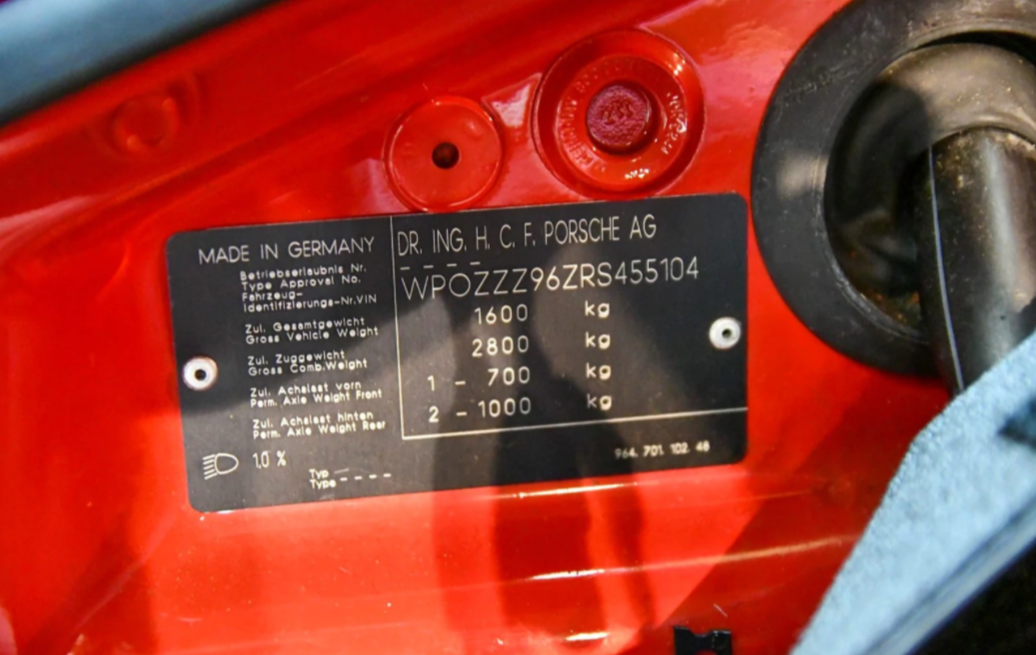 MADE IN GERMANY
DR. ING. H. C. F. PORSCHE AG
Betriebserlaubnis Nr.
Type Approval No.
– – – –
Fahrzeug-
Identifizierungs-Nr.VIN
WPOZZZ96ZRS455104
Zul. Gesamtgewicht
Gross Vehicle Weight
1600 kg
Zul. Zuggewicht
Gross Comb.Weight
2800 kg
Zul. Achslast vorn
Perm. Axle Weight Front
1 – 700 kg
Zul. Achslast hinten
Perm. Axle Weight Rear
2 – 1000 kg
1.0 %
Typ
Type – – – –
964. 701. 102. 48